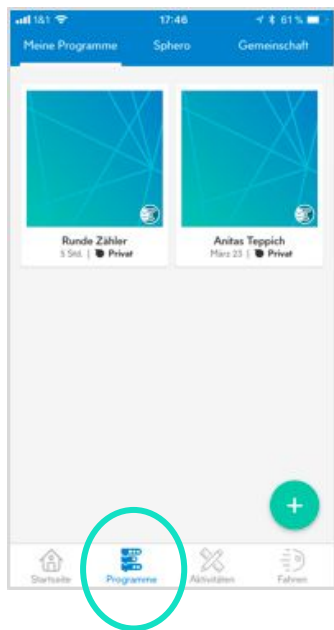 1&1 17:46 61 %
Meine Programme Sphero Gemeinschaft
Runde Zähler Anitas Teppich
5 Std. | Privat März 23 | Privat
+
Startseite Programme Aktivitäten Fahren